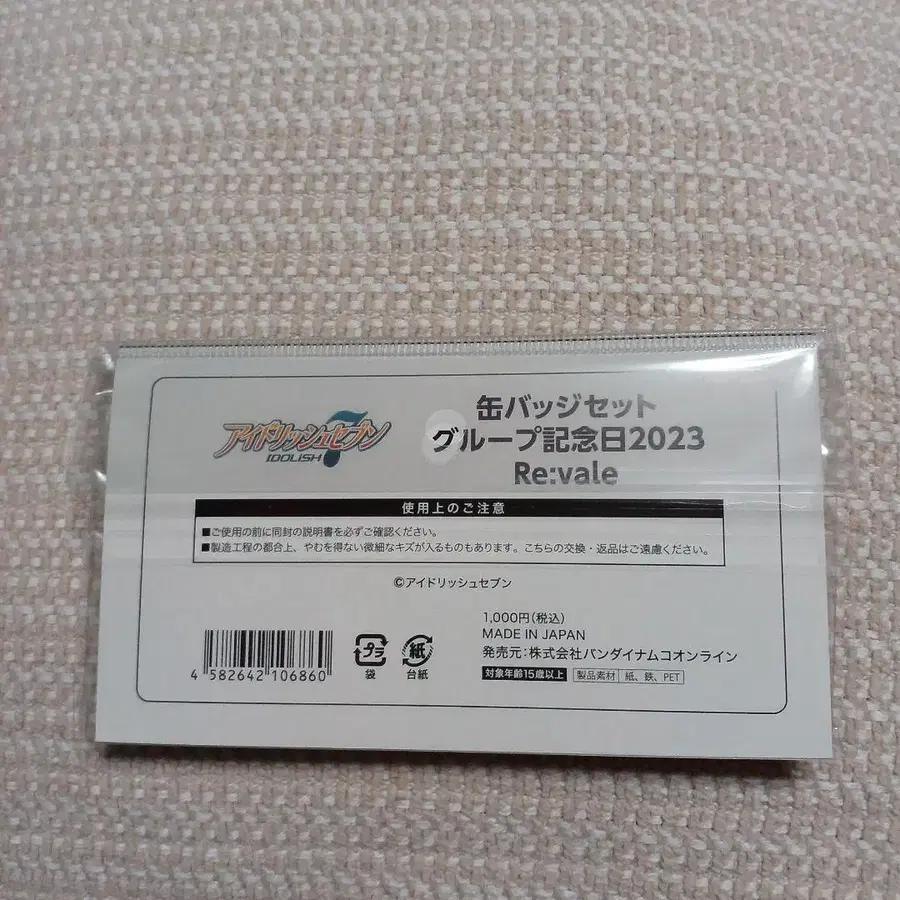 アイドリッシュセブン
IDOLiSH7
缶バッジセット
グループ記念日2023
Re:vale
使用上のご注意
■ご使用の前に同封の説明書を必ずご確認ください。
■製造工程の都合上、やむを得ない微細なキズが入るものもあります。こちらの交換・返品はご遠慮ください。
©アイドリッシュセブン
1,000円(税込)
MADE IN JAPAN
発売元:株式会社バンダイナムコオンライン
対象年齢15歳以上 製品素材 紙、鉄、PET
4 582642 106860
プラ 紙
袋 台紙